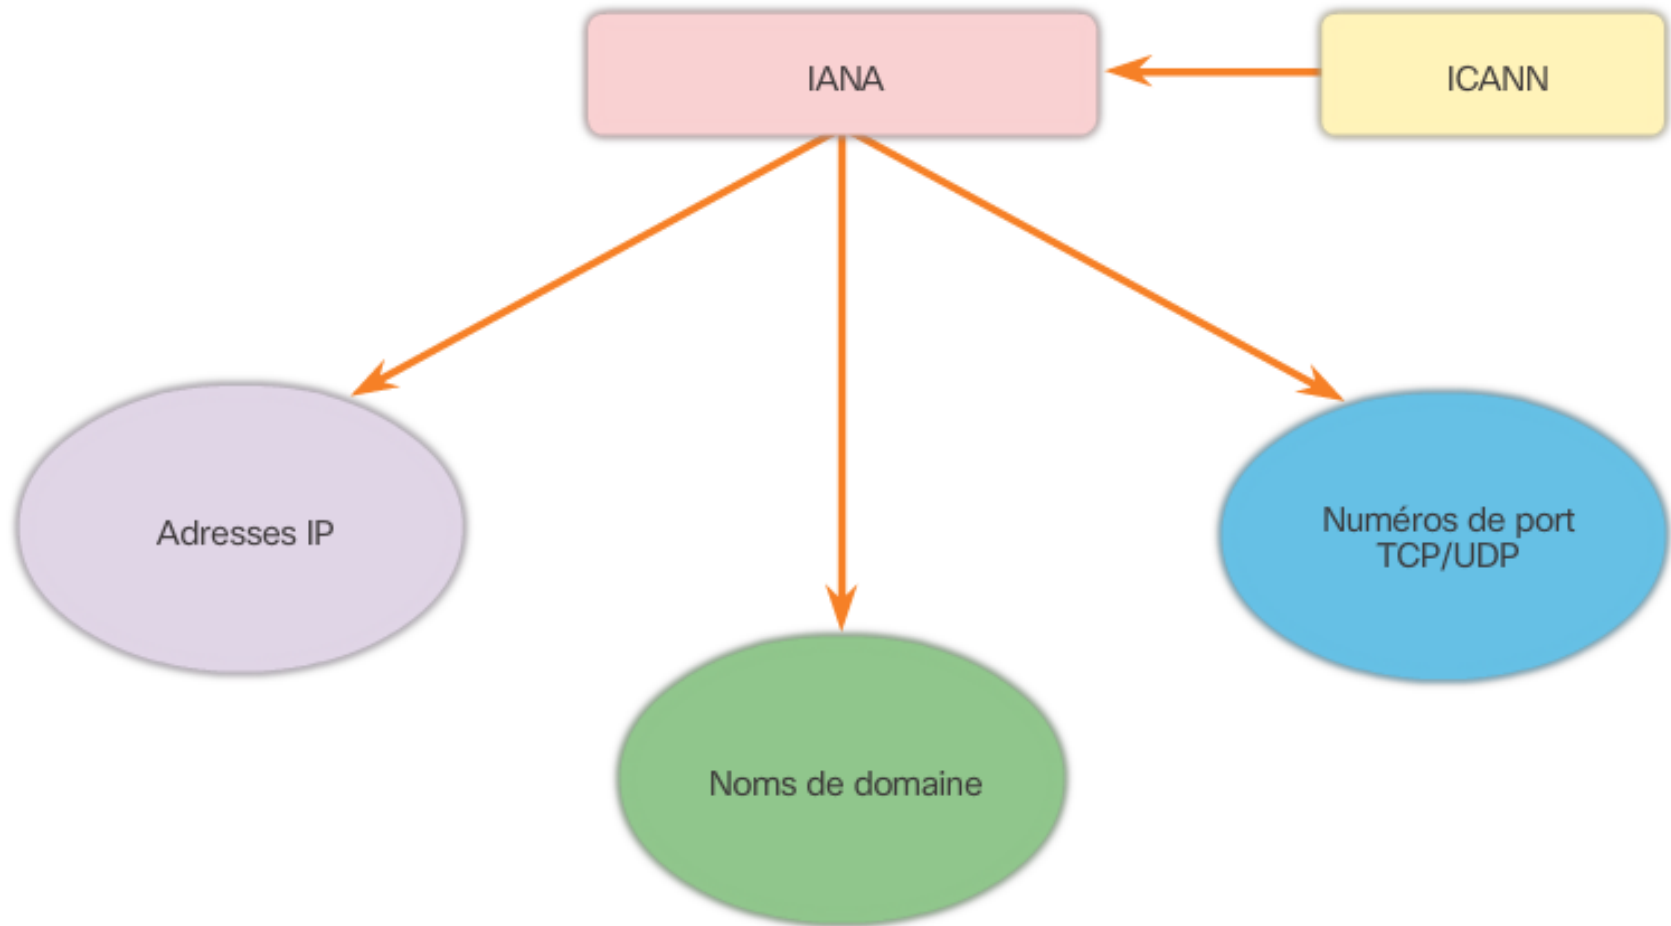 IANA
ICANN
Adresses IP
Numéros de port
TCP/UDP
Noms de domaine